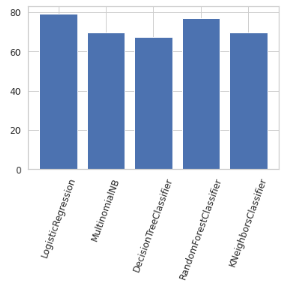 80
60
40
20
0
LogisticRegression
MultinomialNB
DecisionTreeClassifier
RandomForestClassifier
KNeighborsClassifier